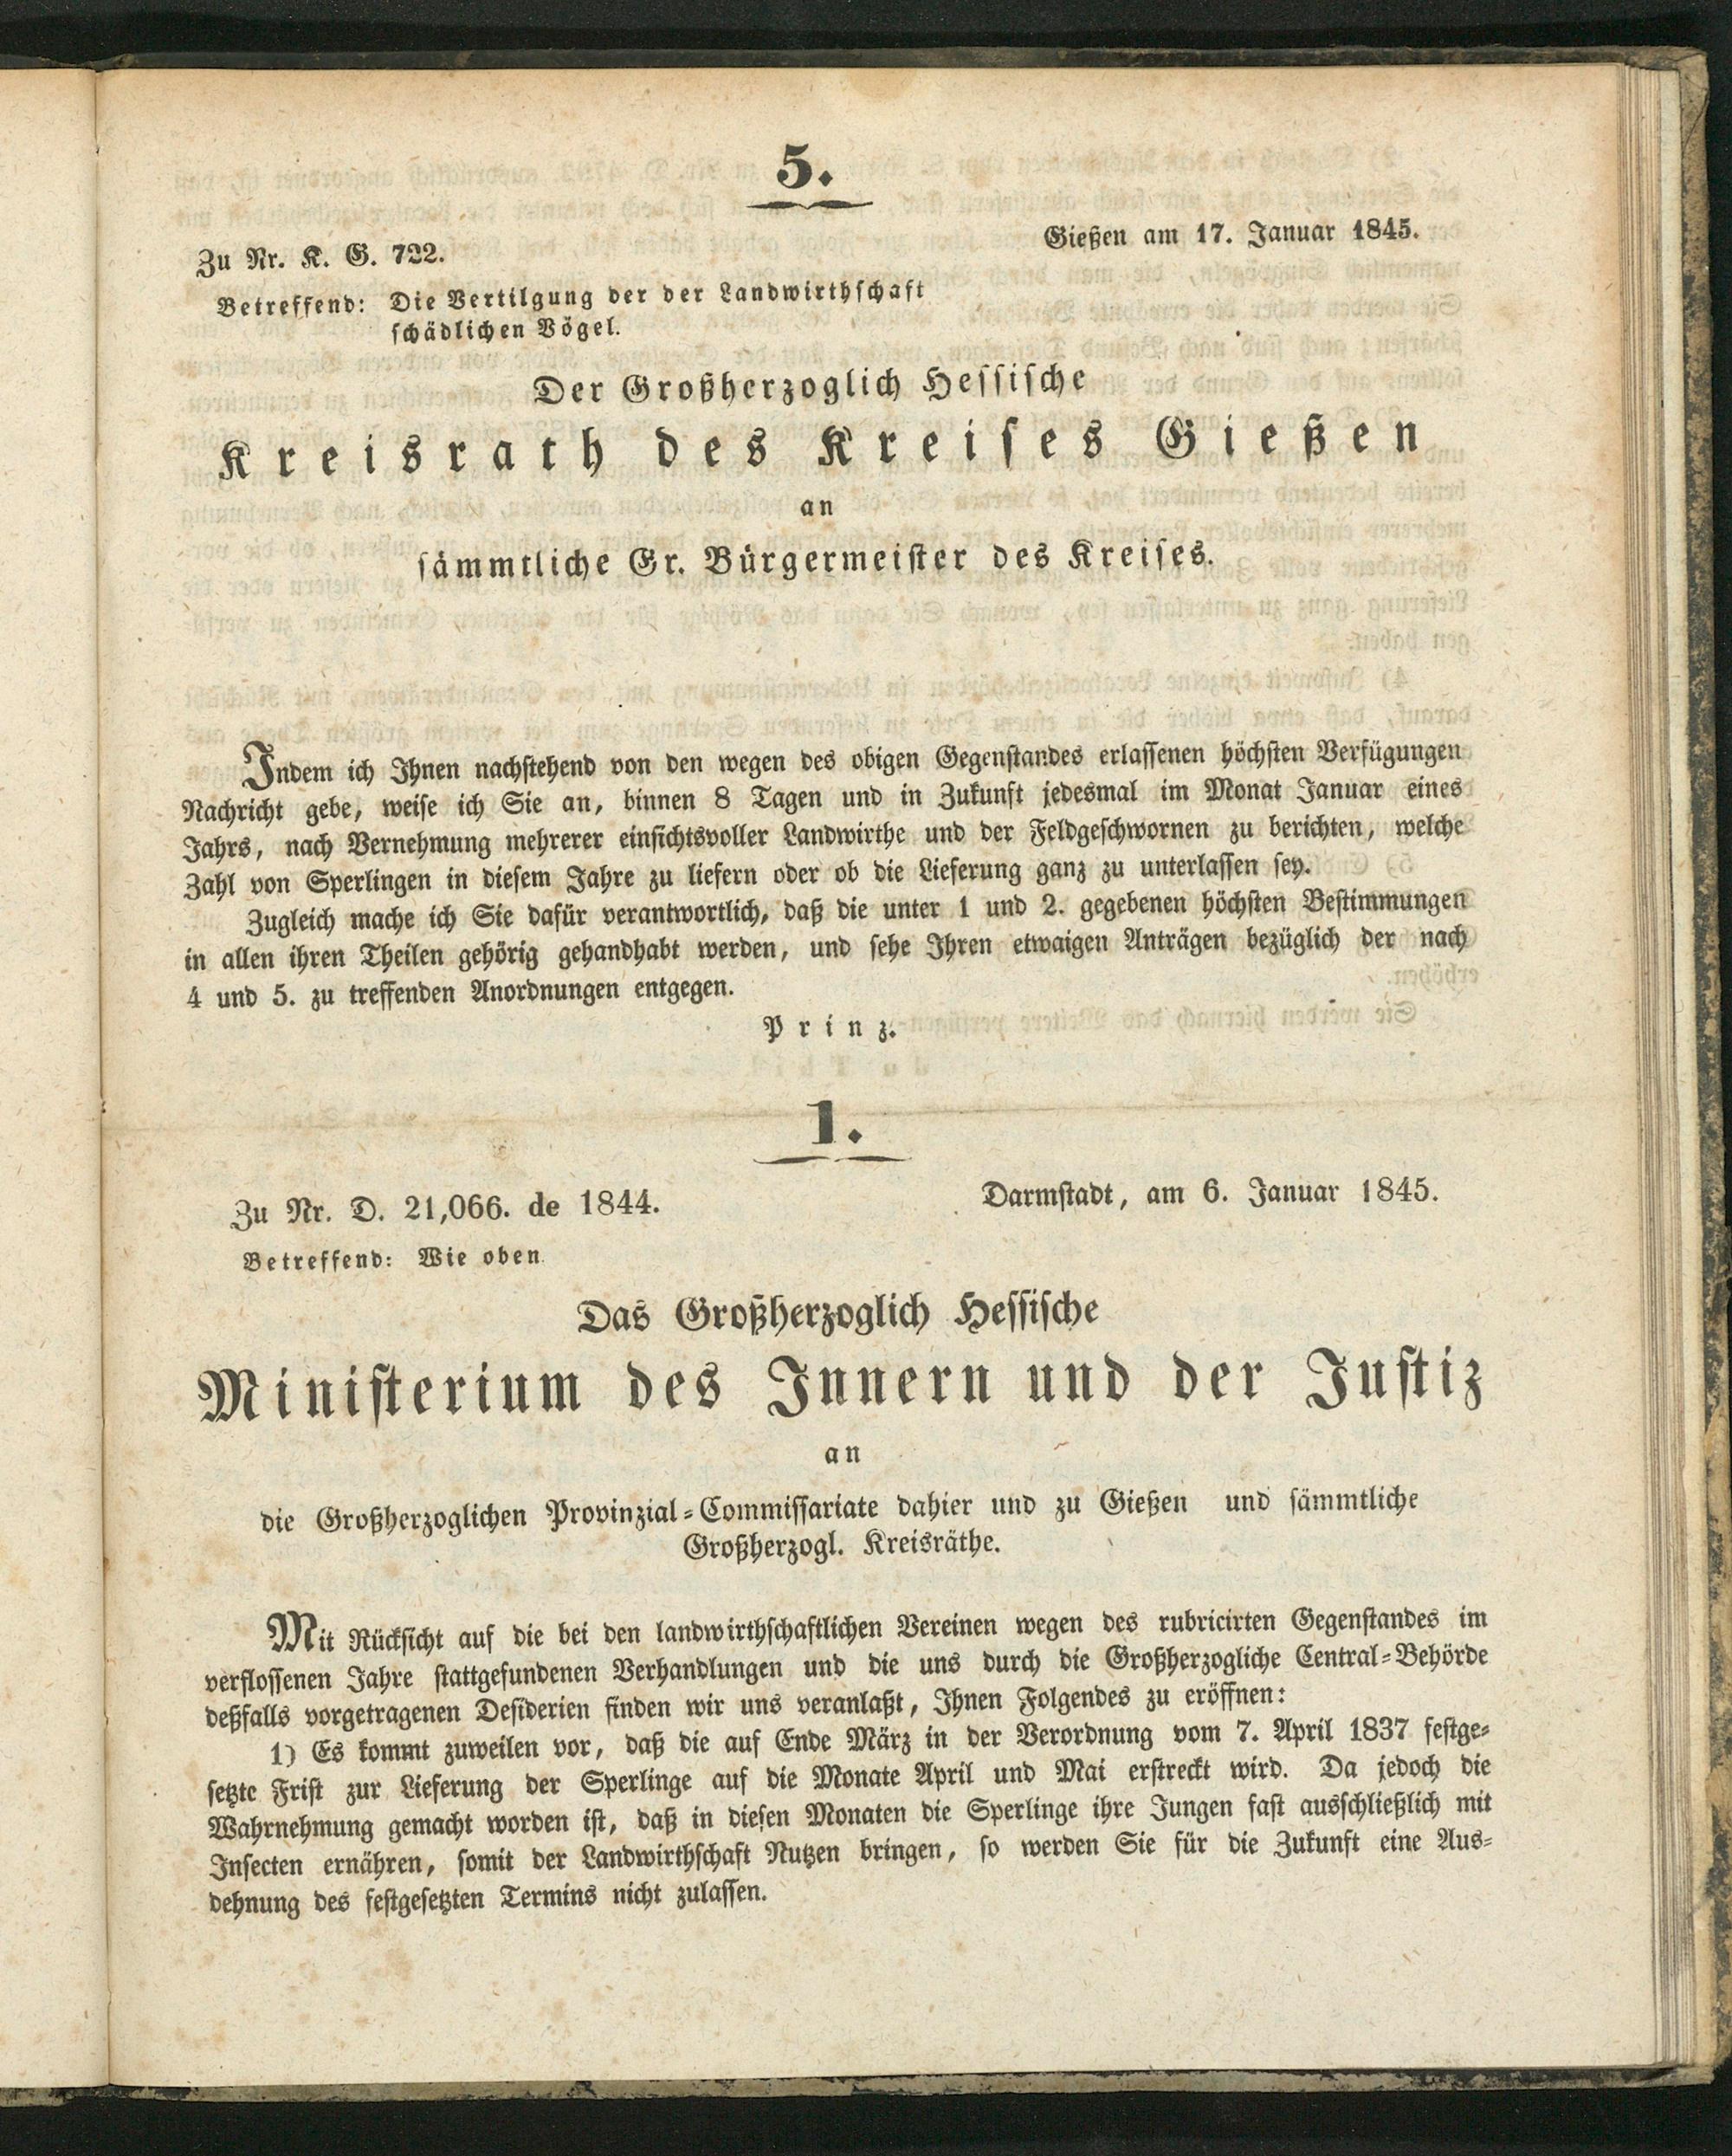 5.
Gießen am 17. Januar 1845.
Zu Nr. K. G. 722.
Betreffend: Die Vertilgung der der Landwirthschaft
schädlichen Vögel.
Der Großherzoglich Hessische
Kreisrath des Kreises Gießen
an
sämmtliche Gr. Bürgermeister des Kreises.
Indem ich Ihnen nachstehend von den wegen des obigen Gegenstandes erlassenen höchsten Verfügungen
Nachricht gebe, weise ich Sie an, binnen 8 Tagen und in Zukunft jedesmal im Monat Januar eines
Jahrs, nach Vernehmung mehrerer einsichtsvoller Landwirthe und der Feldgeschwornen zu berichten, welche
Zahl von Sperlingen in diesem Jahre zu liefern oder ob die Lieferung ganz zu unterlassen sey.
Zugleich mache ich Sie dafür verantwortlich, daß die unter 1 und 2. gegebenen höchsten Bestimmungen
in allen ihren Theilen gehörig gehandhabt werden, und sehe Ihren etwaigen Anträgen bezüglich der nach
4 und 5. zu treffenden Anordnungen entgegen.
Prinz.
1.
Darmstadt, am 6. Januar 1845.
Zu Nr. D. 21,066. de 1844.
Betreffend: Wie oben
Das Großherzoglich Hessische
Ministerium des Innern und der Justiz
an
die Großherzoglichen Provinzial=Commissariate dahier und zu Gießen und sämmtliche
Großherzogl. Kreisräthe.
Mit Rücksicht auf die bei den landwirthschaftlichen Vereinen wegen des rubricirten Gegenstandes im
verflossenen Jahre stattgefundenen Verhandlungen und die uns durch die Großherzogliche Central=Behörde
deßfalls vorgetragenen Desiderien finden wir uns veranlaßt, Ihnen Folgendes zu eröffnen:
1) Es kommt zuweilen vor, daß die auf Ende März in der Verordnung vom 7. April 1837 festge=
setzte Frist zur Lieferung der Sperlinge auf die Monate April und Mai erstreckt wird. Da jedoch die
Wahrnehmung gemacht worden ist, daß in diesen Monaten die Sperlinge ihre Jungen fast ausschließlich mit
Insecten ernähren, somit der Landwirthschaft Nutzen bringen, so werden Sie für die Zukunft eine Aus=
dehnung des festgesetzten Termins nicht zulassen.